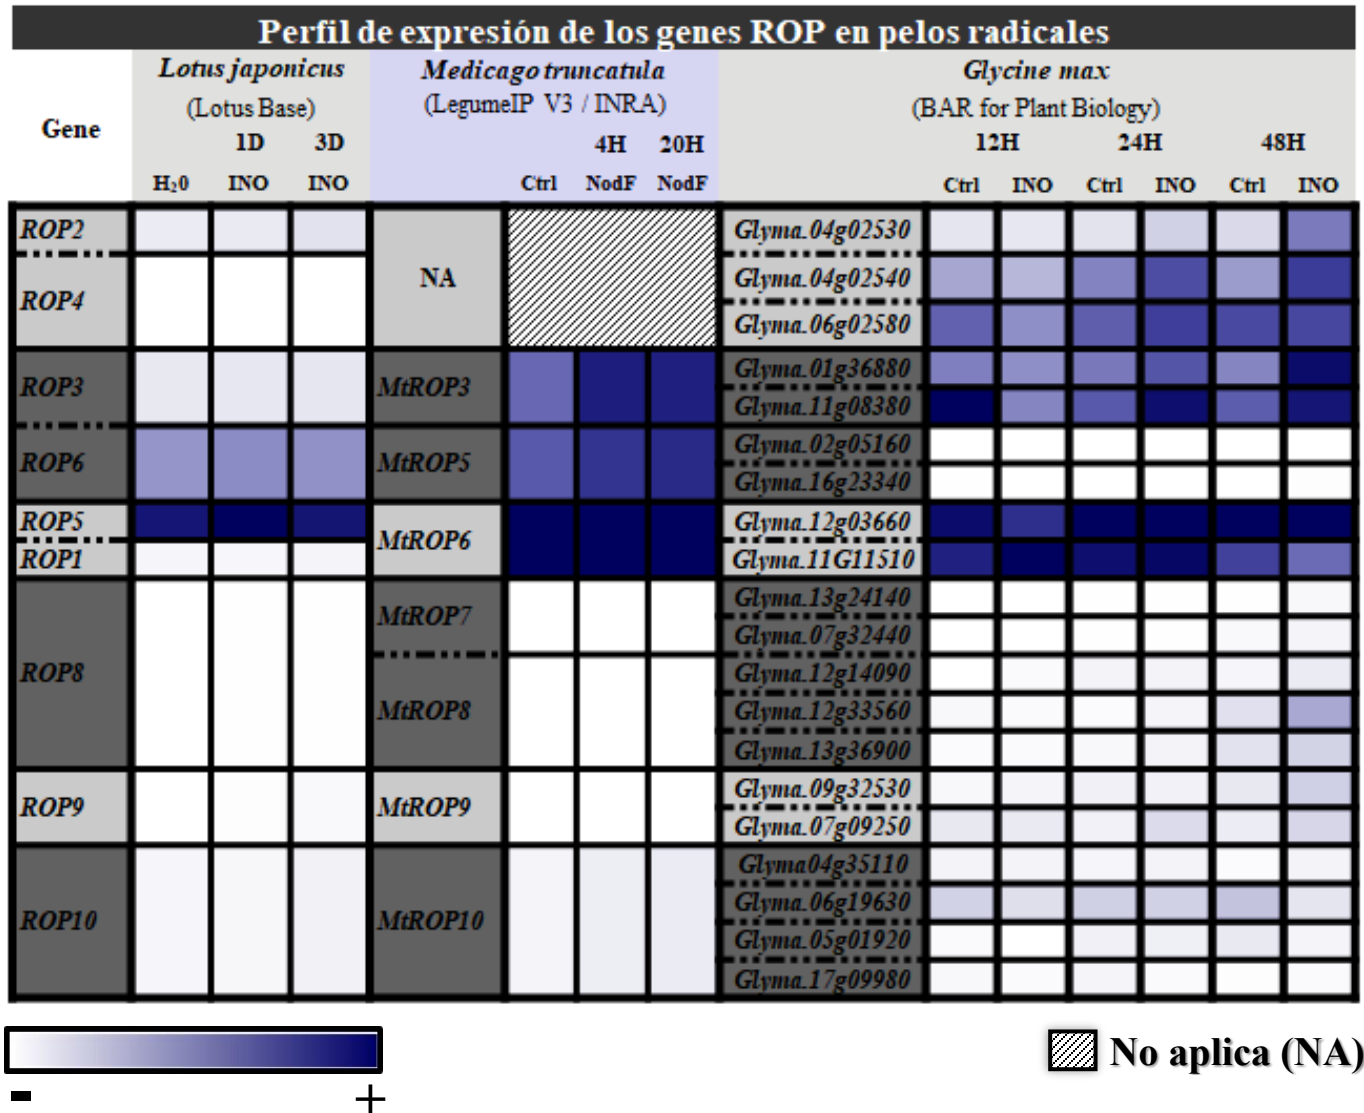 Perfil de expresión de los genes ROP en pelos radicales
Gene
Lotus japonicus
(Lotus Base)
1D 3D
H₂0 INO INO
Medicago truncatula
(LegumeIP V3 / INRA)
4H 20H
Ctrl NodF NodF
Glycine max
(BAR for Plant Biology)
12H 24H 48H
Ctrl INO Ctrl INO Ctrl INO
ROP2
ROP4
ROP3
ROP6
ROP5
ROP1
ROP8
ROP9
ROP10
NA
MtROP3
MtROP5
MtROP6
MtROP7
MtROP8
MtROP9
MtROP10
Glyma.04g02530
Glyma.04g02540
Glyma.06g02580
Glyma.01g36880
Glyma.11g08380
Glyma.02g05160
Glyma.16g23340
Glyma.12g03660
Glyma.11G11510
Glyma.13g24140
Glyma.07g32440
Glyma.12g14090
Glyma.12g33560
Glyma.13g36900
Glyma.09g32530
Glyma.07g09250
Glyma04g35110
Glyma.06g19630
Glyma.05g01920
Glyma.17g09980
- +
No aplica (NA)